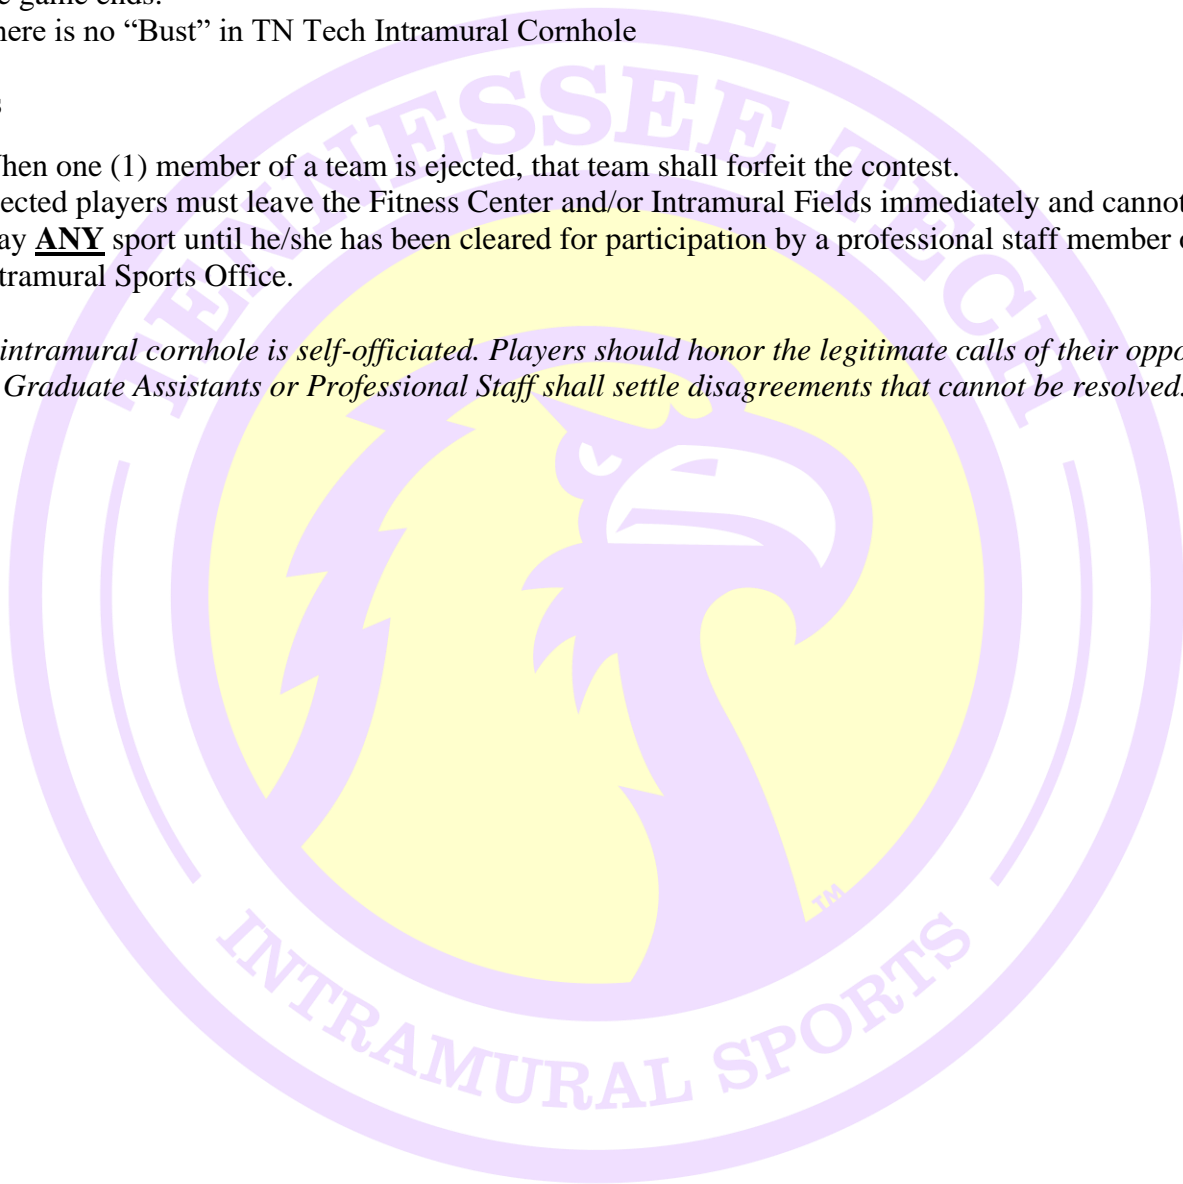 e game ends.
here is no “Bust” in TN Tech Intramural Cornhole
s
hen one (1) member of a team is ejected, that team shall forfeit the contest.
ected players must leave the Fitness Center and/or Intramural Fields immediately and cannot
ay ANY sport until he/she has been cleared for participation by a professional staff member o
tramural Sports Office.
intramural cornhole is self-officiated. Players should honor the legitimate calls of their oppo
Graduate Assistants or Professional Staff shall settle disagreements that cannot be resolved.
TENNESSEE TECH
TM
INTRAMURAL SPORTS